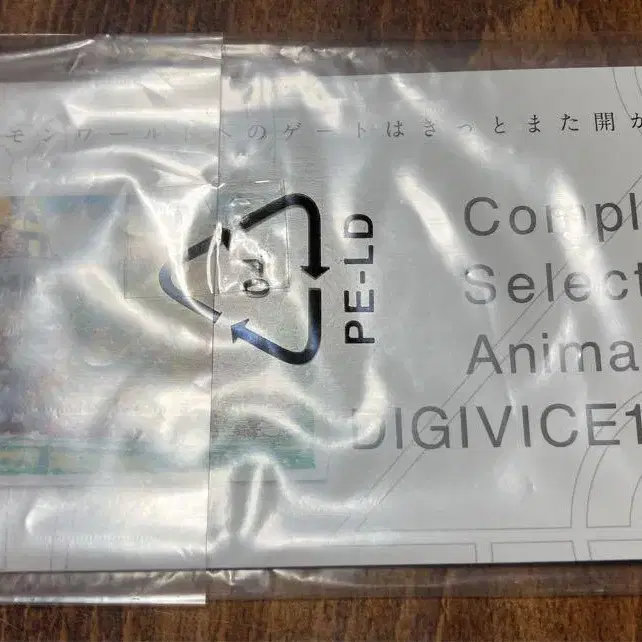 モンワールドへのゲートはきっとまた開か
Compl
Select
Anima
DIGIVICE1
PE-LD